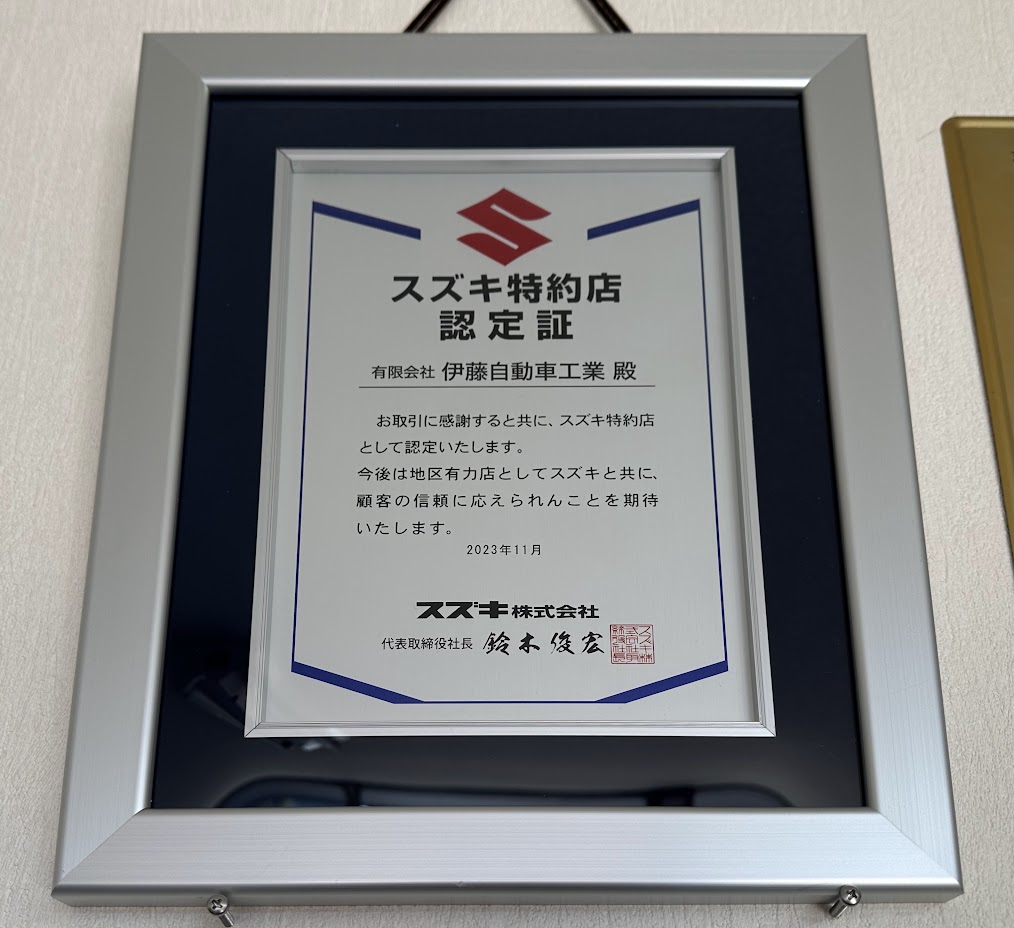 スズキ特約店
認定証
有限会社 伊藤自動車工業 殿
お取引に感謝すると共に、スズキ特約店
として認定いたします。
今後は地区有力店としてスズキと共に、
顧客の信頼に応えられんことを期待
いたします。
2023年11月
スズキ株式会社
代表取締役社長 鈴木俊宏